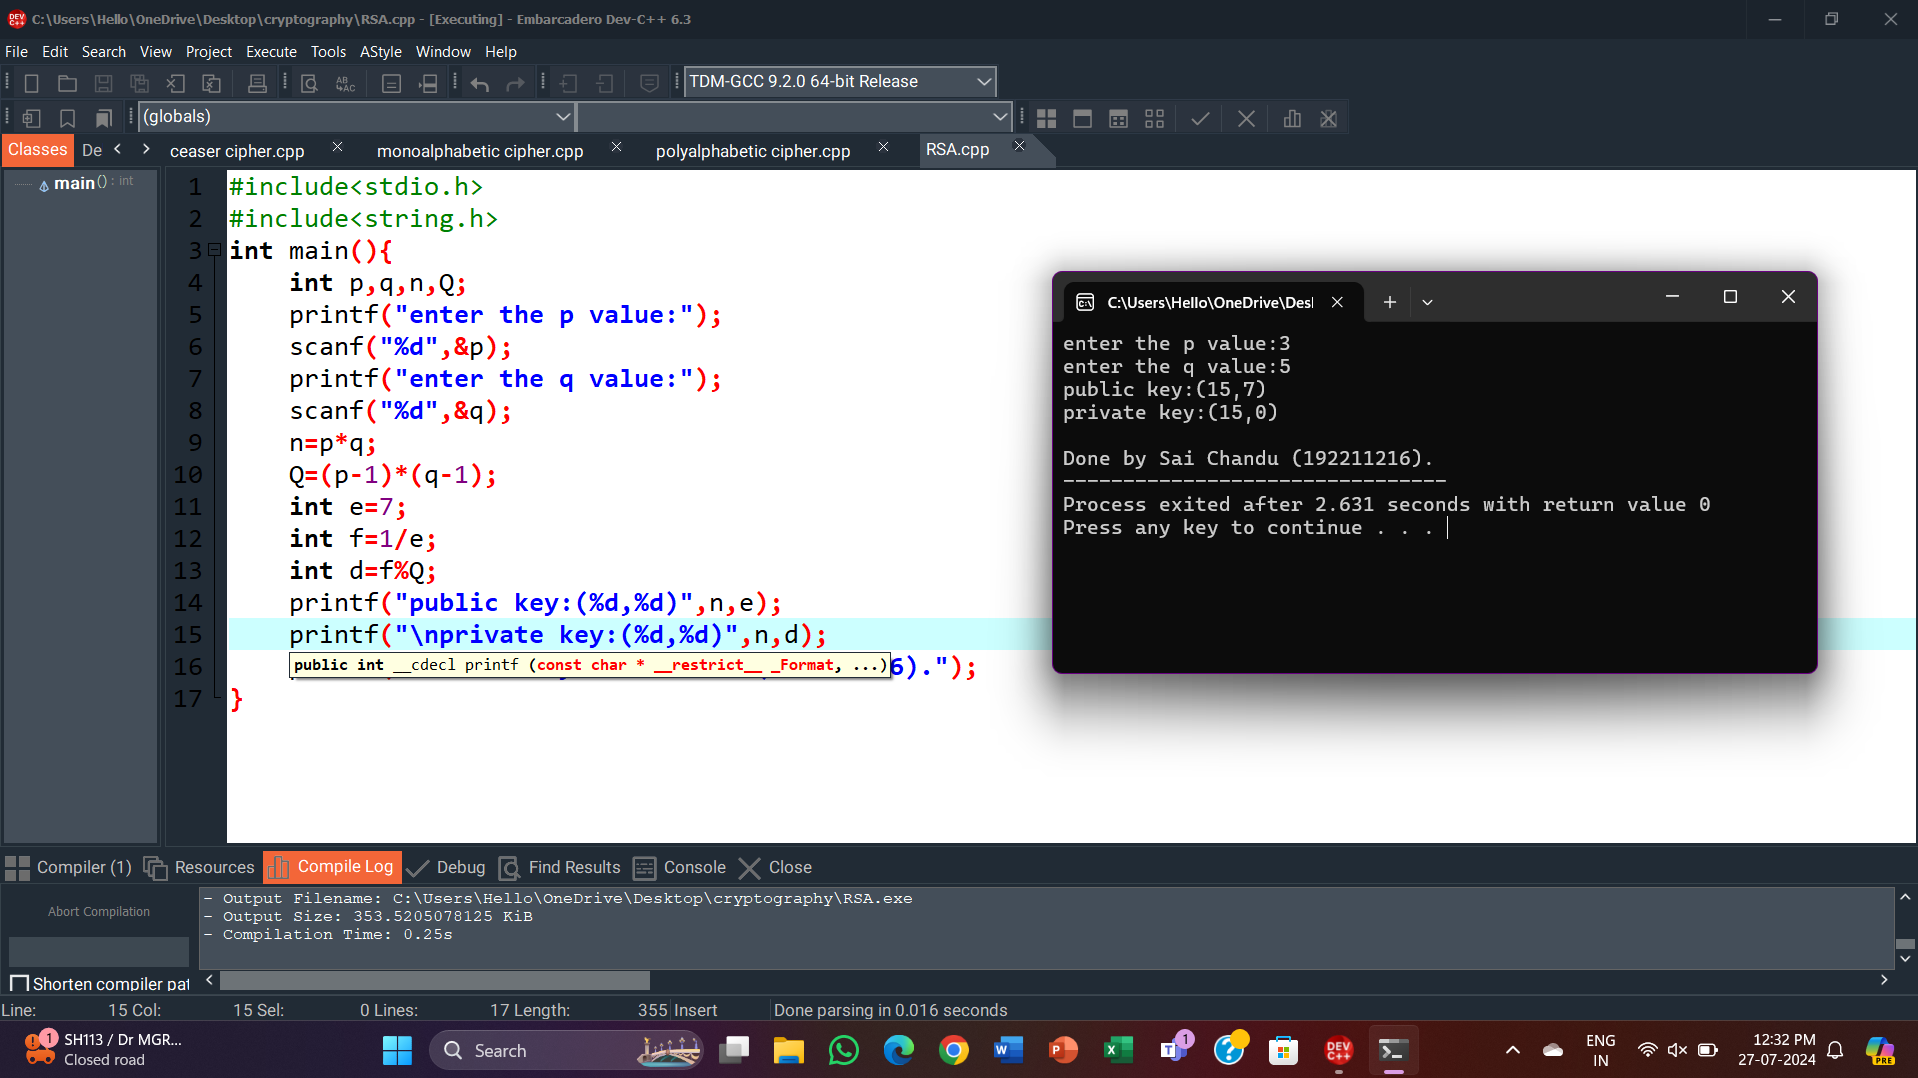 C:\Users\Hello\OneDrive\Desktop\cryptography\RSA.cpp - [Executing] - Embarcadero Dev-C++ 6.3
File Edit Search View Project Execute Tools AStyle Window Help
TDM-GCC 9.2.0 64-bit Release
(globals)
Classes De ceaser cipher.cpp monoalphabetic cipher.cpp polyalphabetic cipher.cpp RSA.cpp
main() : int
1 #include<stdio.h>
2 #include<string.h>
3 int main(){
4 int p,q,n,Q;
5 printf("enter the p value:");
6 scanf("%d",&p);
7 printf("enter the q value:");
8 scanf("%d",&q);
9 n=p*q;
10 Q=(p-1)*(q-1);
11 int e=7;
12 int f=1/e;
13 int d=f%Q;
14 printf("public key:(%d,%d)",n,e);
15 printf("\nprivate key:(%d,%d)",n,d);
public int __cdecl printf (const char * __restrict__ _Format, ...)
16 6).");
17 }
C:\Users\Hello\OneDrive\Des
enter the p value:3
enter the q value:5
public key:(15,7)
private key:(15,0)
Done by Sai Chandu (192211216).
--------------------------------
Process exited after 2.631 seconds with return value 0
Press any key to continue . . .
Compiler (1) Resources Compile Log Debug Find Results Console Close
Abort Compilation
Shorten compiler pat
- Output Filename: C:\Users\Hello\OneDrive\Desktop\cryptography\RSA.exe
- Output Size: 353.5205078125 KiB
- Compilation Time: 0.25s
Line: 15 Col: 15 Sel: 0 Lines: 17 Length: 355 Insert Done parsing in 0.016 seconds
1 SH113 / Dr MGR...
Closed road
Search
1
DEV C++
ENG
IN
12:32 PM
27-07-2024
PRE